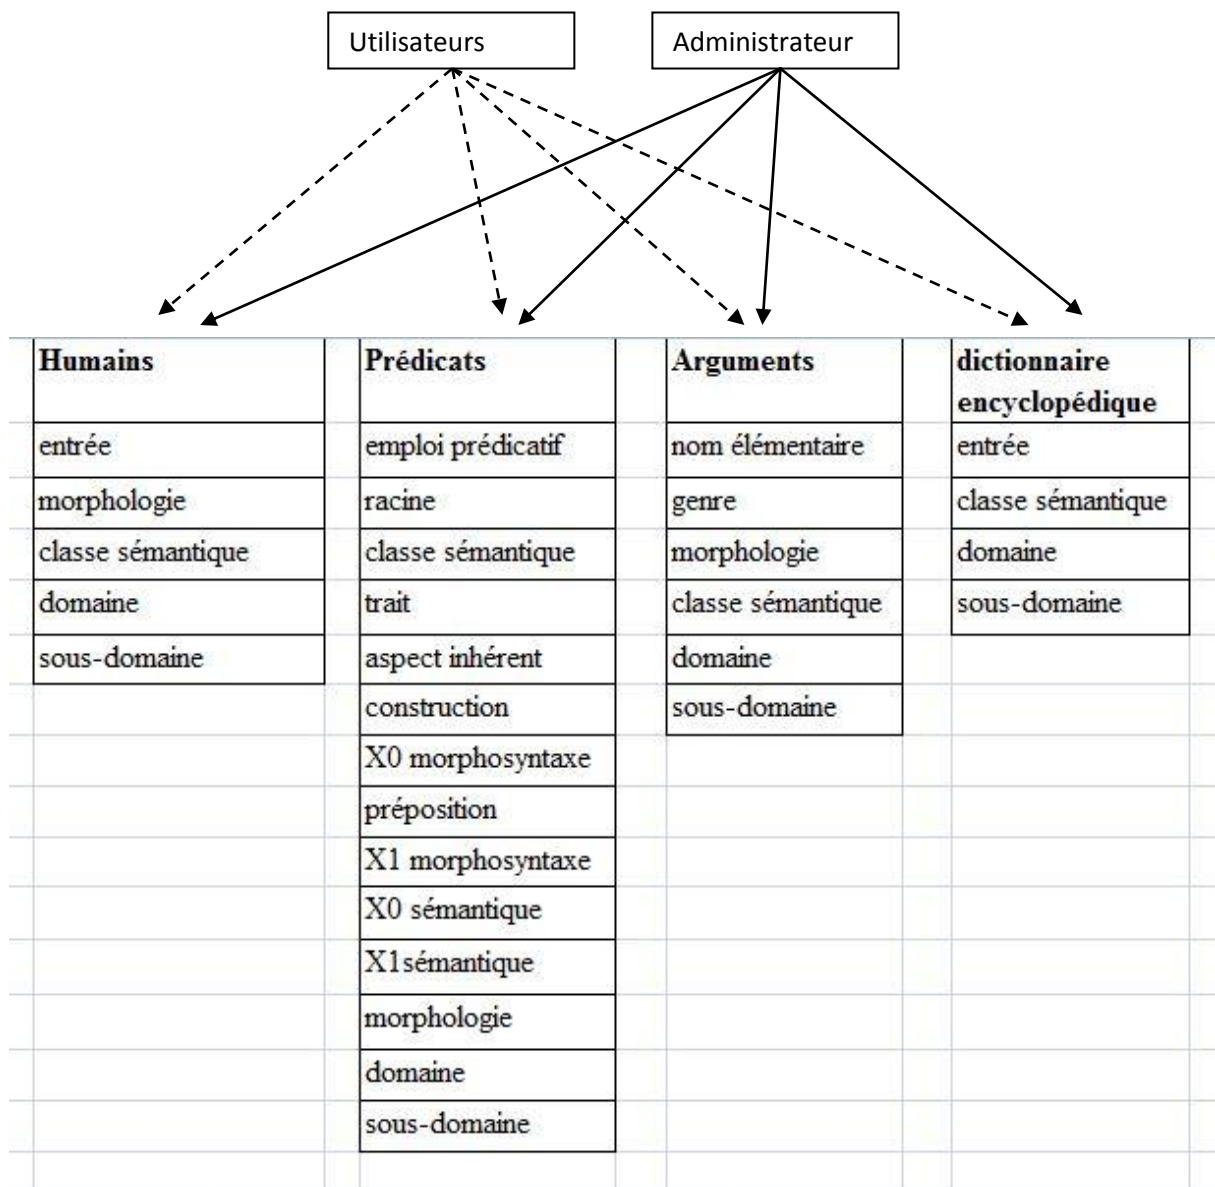 Utilisateurs
Administrateur
Humains
entrée
morphologie
classe sémantique
domaine
sous-domaine
Prédicats
emploi prédicatif
racine
classe sémantique
trait
aspect inhérent
construction
X0 morphosyntaxe
préposition
X1 morphosyntaxe
X0 sémantique
X1sémantique
morphologie
domaine
sous-domaine
Arguments
nom élémentaire
genre
morphologie
classe sémantique
domaine
sous-domaine
dictionnaire
encyclopédique
entrée
classe sémantique
domaine
sous-domaine